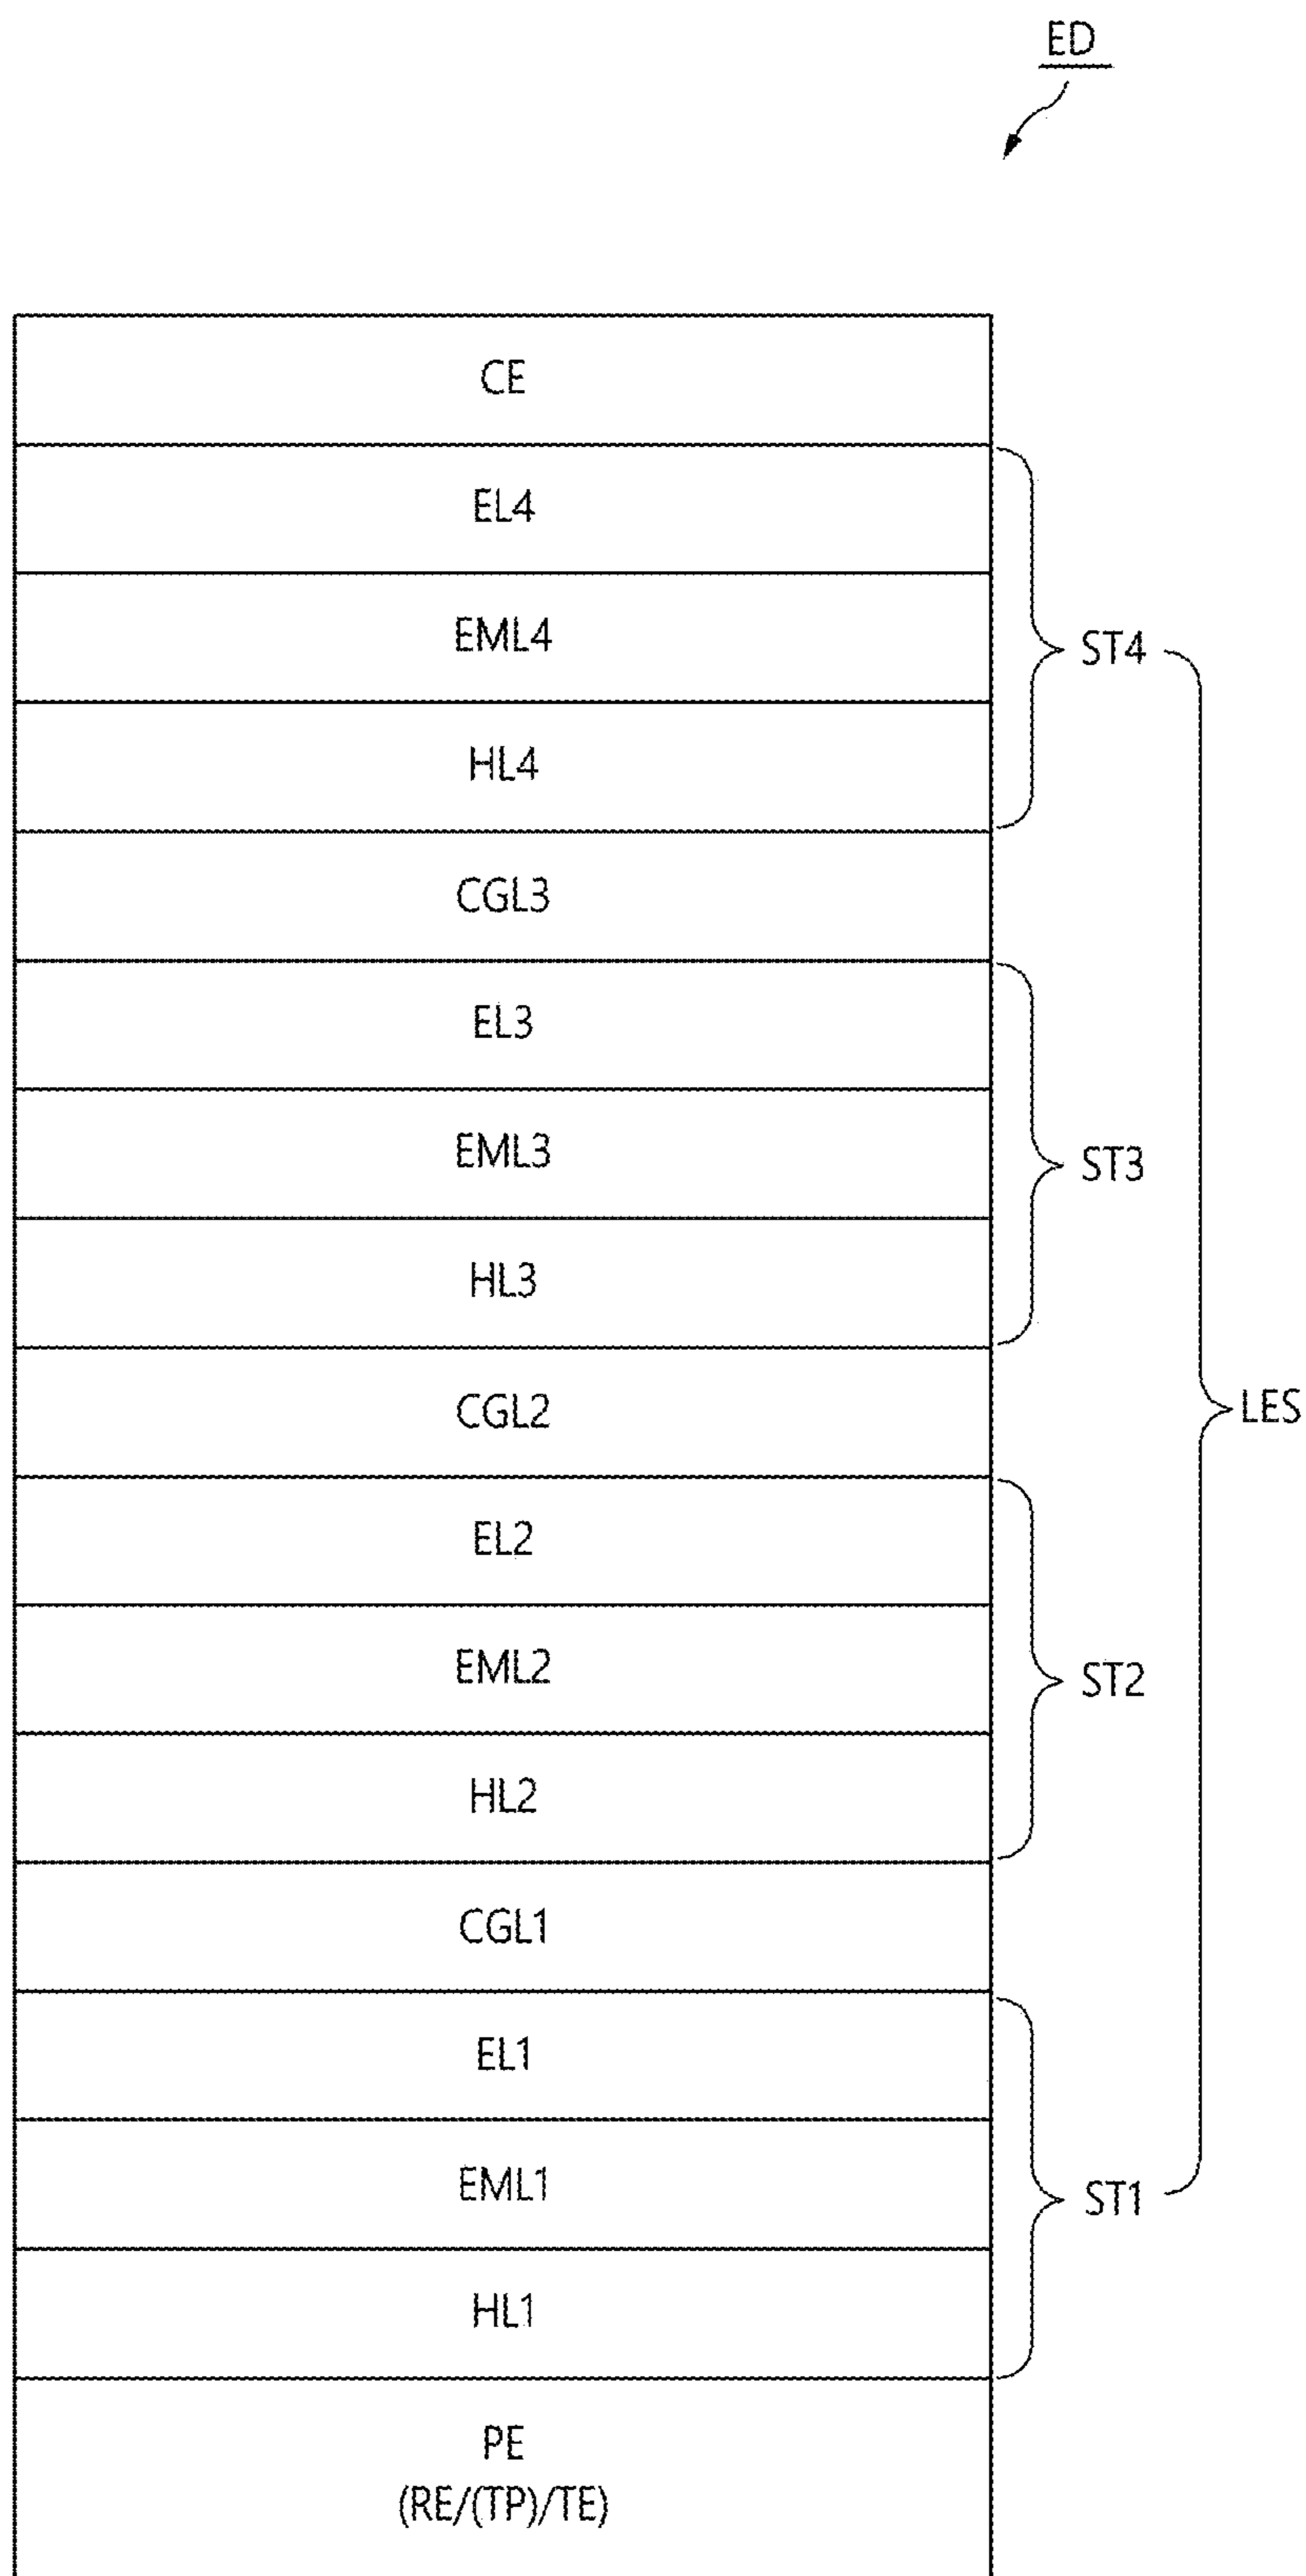 ED
CE
EL4
EML4
ST4
HL4
CGL3
EL3
EML3
ST3
HL3
CGL2
LES
EL2
EML2
ST2
HL2
CGL1
EL1
EML1
ST1
HL1
PE
(RE/(TP)/TE)